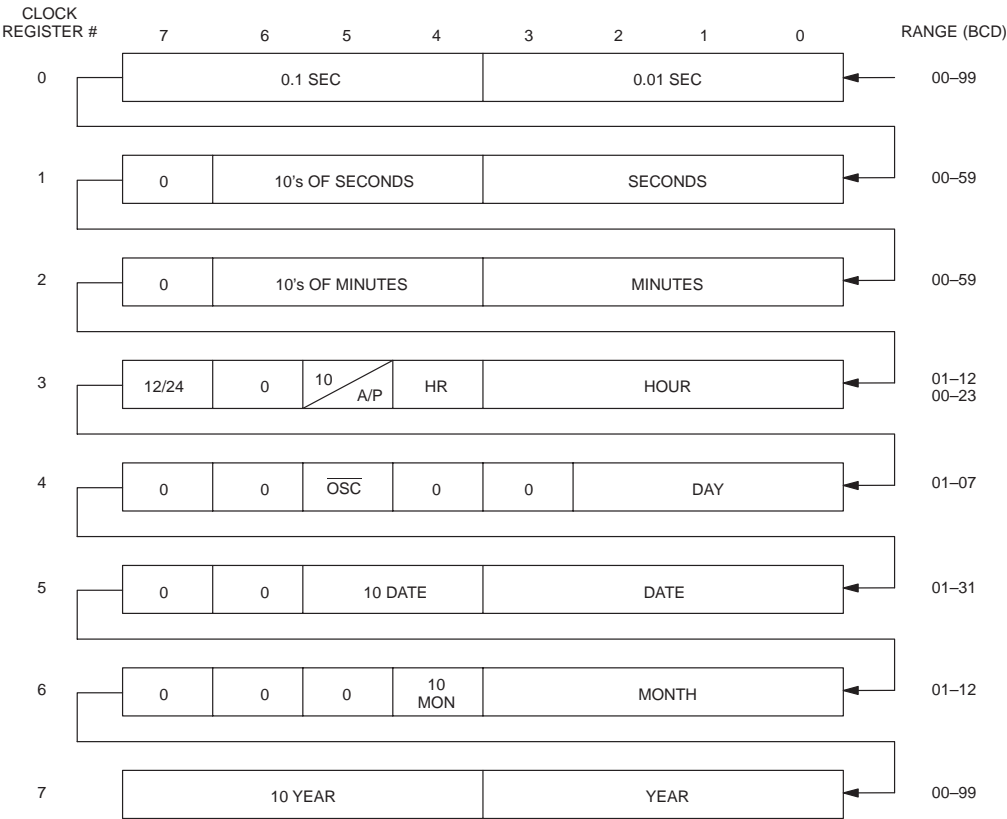 CLOCK
REGISTER # 7 6 5 4 3 2 1 0 RANGE (BCD)
0 0.1 SEC 0.01 SEC 00–99
1 0 10's OF SECONDS SECONDS 00–59
2 0 10's OF MINUTES MINUTES 00–59
3 12/24 0 10 A/P HR HOUR 01–12
00–23
4 0 0 OSC 0 0 DAY 01–07
5 0 0 10 DATE DATE 01–31
6 0 0 0 10 MON MONTH 01–12
7 10 YEAR YEAR 00–99